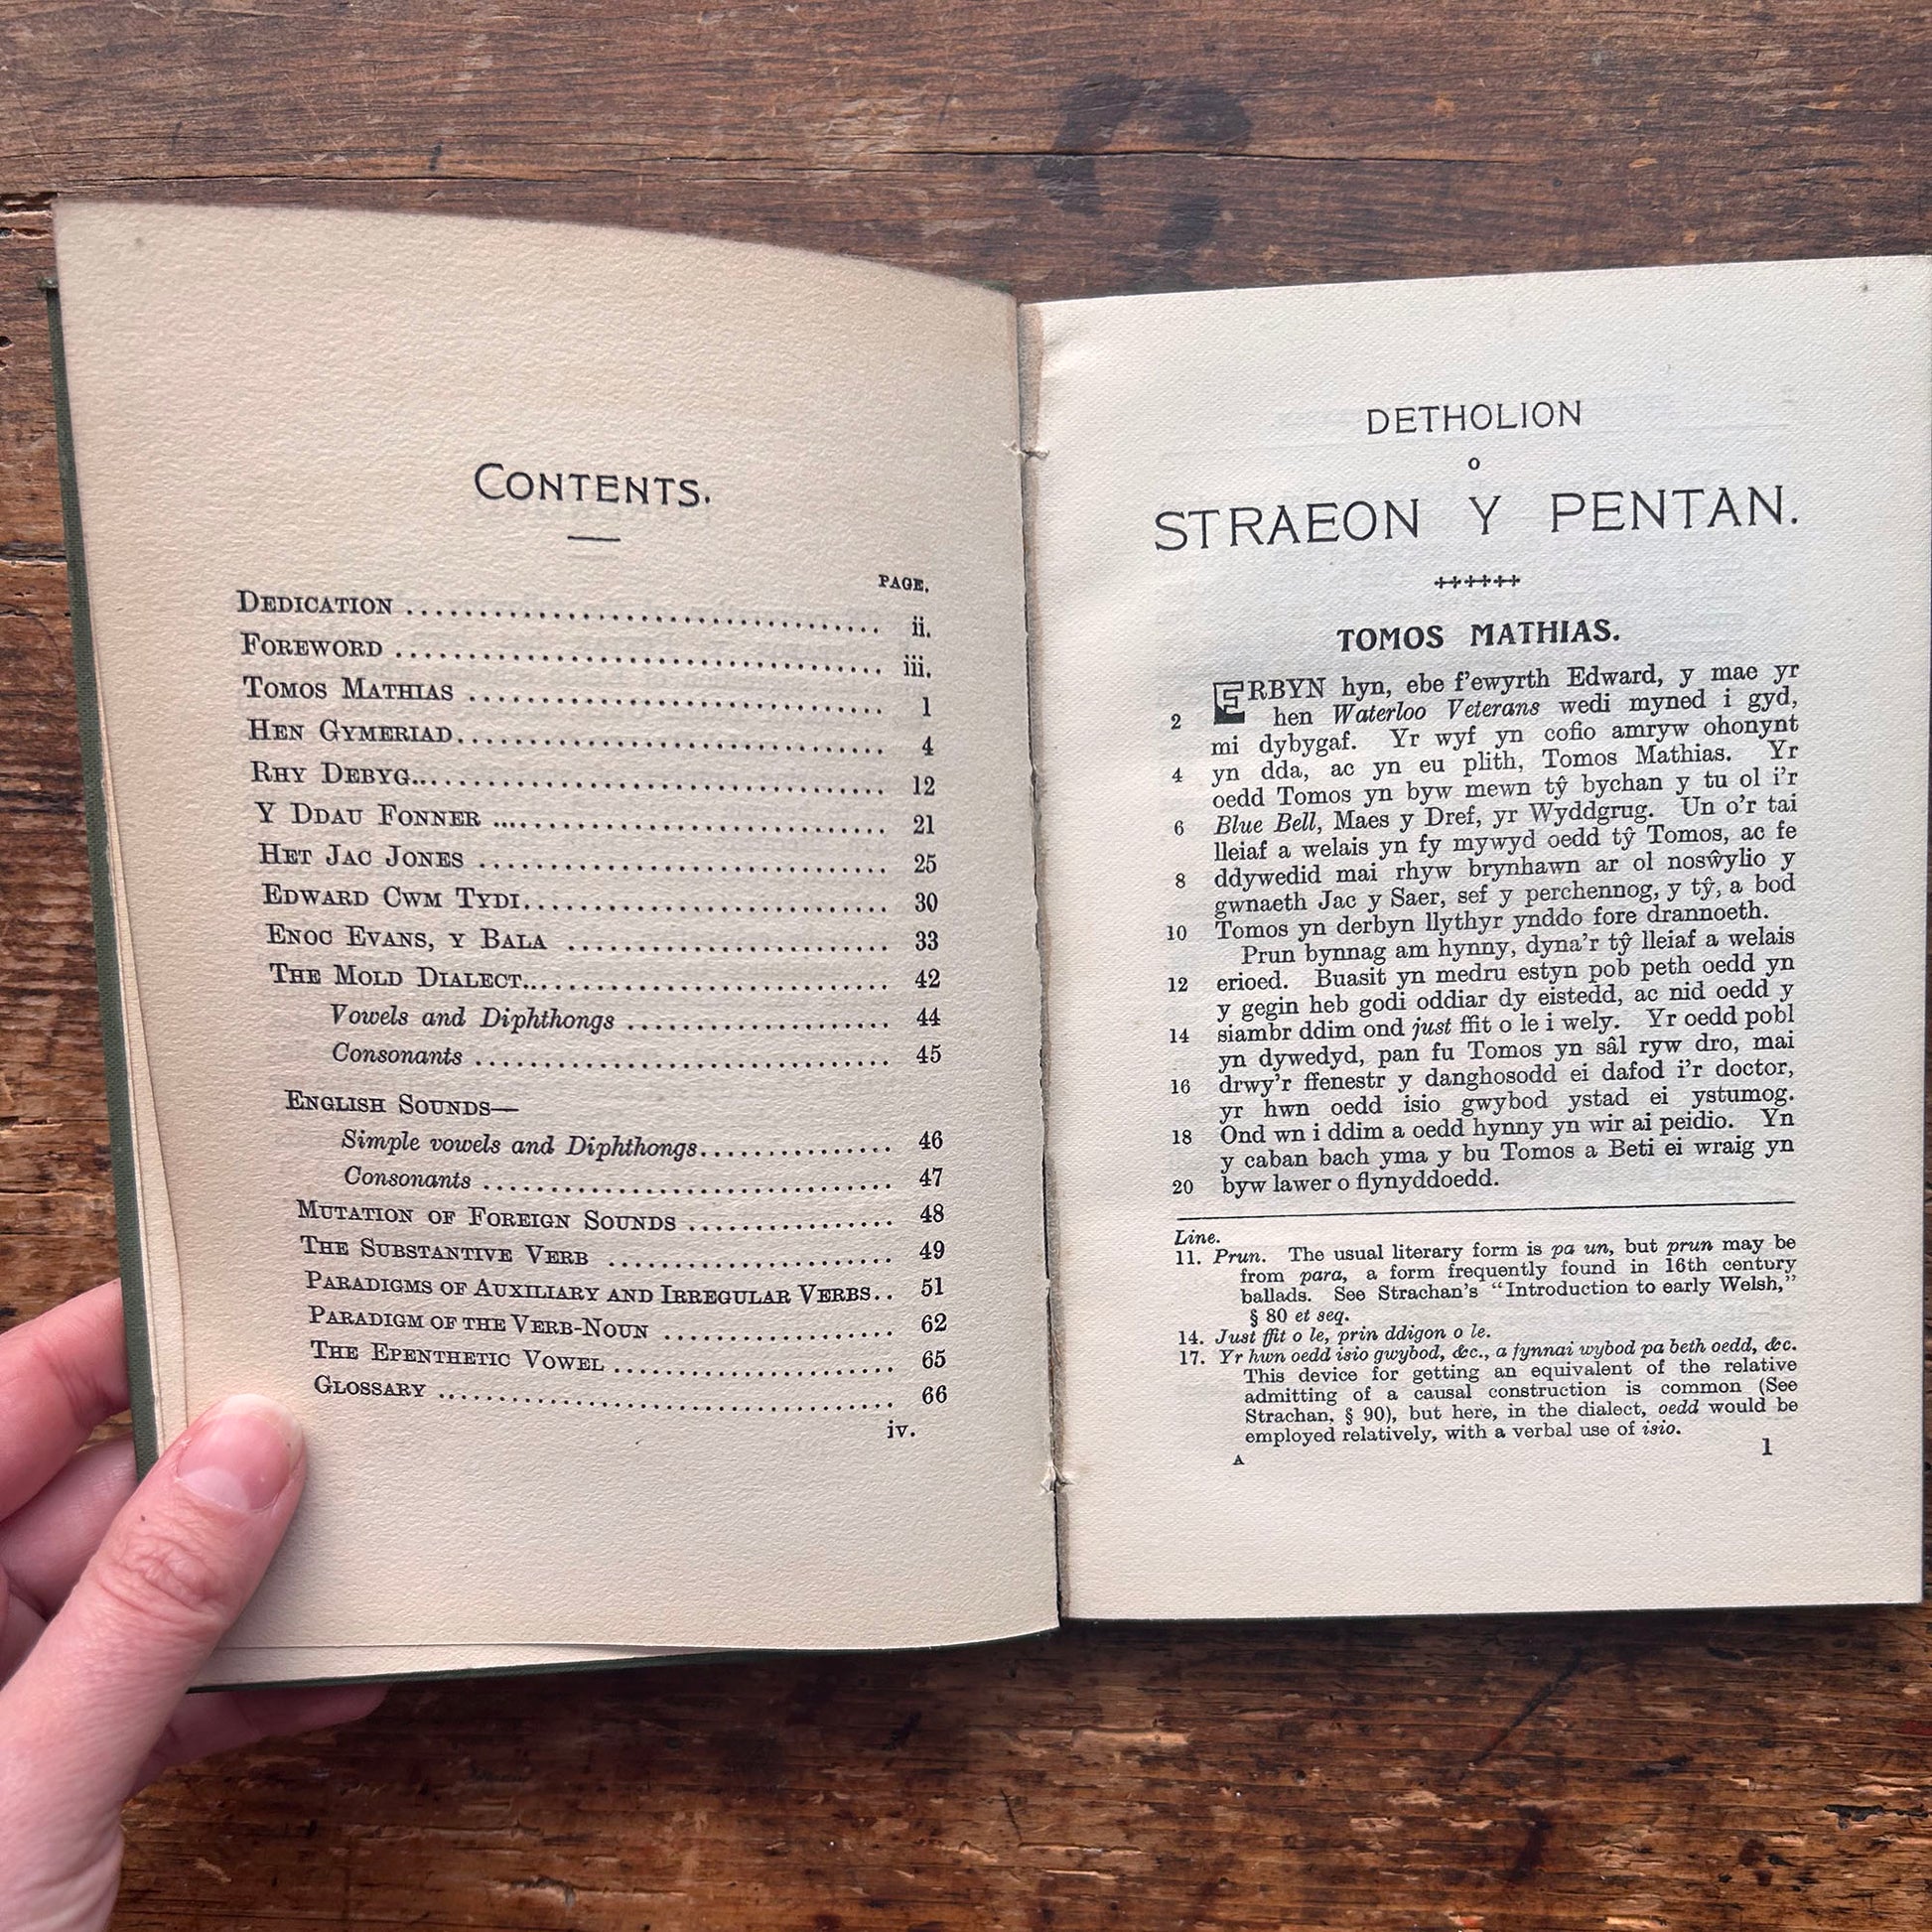 CONTENTS.
PAGE.
DEDICATION ........................................ ii.
FOREWORD ........................................ iii.
TOMOS MATHIAS ........................................ 1
HEN GYMERIAD........................................ 4
RHY DEBYG........................................ 12
Y DDAU FONNER ........................................ 21
HET JAC JONES ........................................ 25
EDWARD CWM TYDI........................................ 30
ENOC EVANS, Y BALA ........................................ 33
THE MOLD DIALECT........................................ 42
Vowels and Diphthongs .............................. 44
Consonants ........................................ 45
ENGLISH SOUNDS—
Simple vowels and Diphthongs............... 46
Consonants ........................................ 47
MUTATION OF FOREIGN SOUNDS ............... 48
THE SUBSTANTIVE VERB ........................ 49
PARADIGMS OF AUXILIARY AND IRREGULAR VERBS.. 51
PARADIGM OF THE VERB-NOUN .................. 62
THE EPENTHETIC VOWEL ........................ 65
GLOSSARY ........................................ 66
iv.
DETHOLION
O
STRAEON Y PENTAN.
TOMOS MATHIAS.
ERBYN hyn, ebe f'ewyrth Edward, y mae yr
2 hen Waterloo Veterans wedi myned i gyd,
mi dybygaf. Yr wyf yn cofio amryw ohonynt
4 yn dda, ac yn eu plith, Tomos Mathias. Yr
oedd Tomos yn byw mewn tŷ bychan y tu ol i'r
6 Blue Bell, Maes y Dref, yr Wyddgrug. Un o'r tai
lleiaf a welais yn fy mywyd oedd tŷ Tomos, ac fe
8 ddywedid mai rhyw brynhawn ar ol noswylio y
gwnaeth Jac y Saer, sef y perchennog, y tŷ, a bod
10 Tomos yn derbyn llythyr ynddo fore drannoeth.
Prun bynnag am hynny, dyna'r tŷ lleiaf a welais
12 erioed. Buasit yn medru estyn pob peth oedd yn
y gegin heb godi oddiar dy eistedd, ac nid oedd y
14 siambr ddim ond just ffit o le i wely. Yr oedd pobl
yn dywedyd, pan fu Tomos yn sâl ryw dro, mai
16 drwy'r ffenestr y danghosodd ei dafod i'r doctor,
yr hwn oedd isio gwybod ystad ei ystumog.
18 Ond wn i ddim a oedd hynny yn wir ai peidio. Yn
y caban bach yma y bu Tomos a Beti ei wraig yn
20 byw lawer o flynyddoedd.
Line.
11. Prun. The usual literary form is pa un, but prun may be
from para, a form frequently found in 16th century
ballads. See Strachan's "Introduction to early Welsh,"
§ 80 et seq.
14. Just ffit o le, prin ddigon o le.
17. Yr hwn oedd isio gwybod, &c., a fynnai wybod pa beth oedd, &c.
This device for getting an equivalent of the relative
admitting of a causal construction is common (See
Strachan, § 90), but here, in the dialect, oedd would be
employed relatively, with a verbal use of isio.
A 1